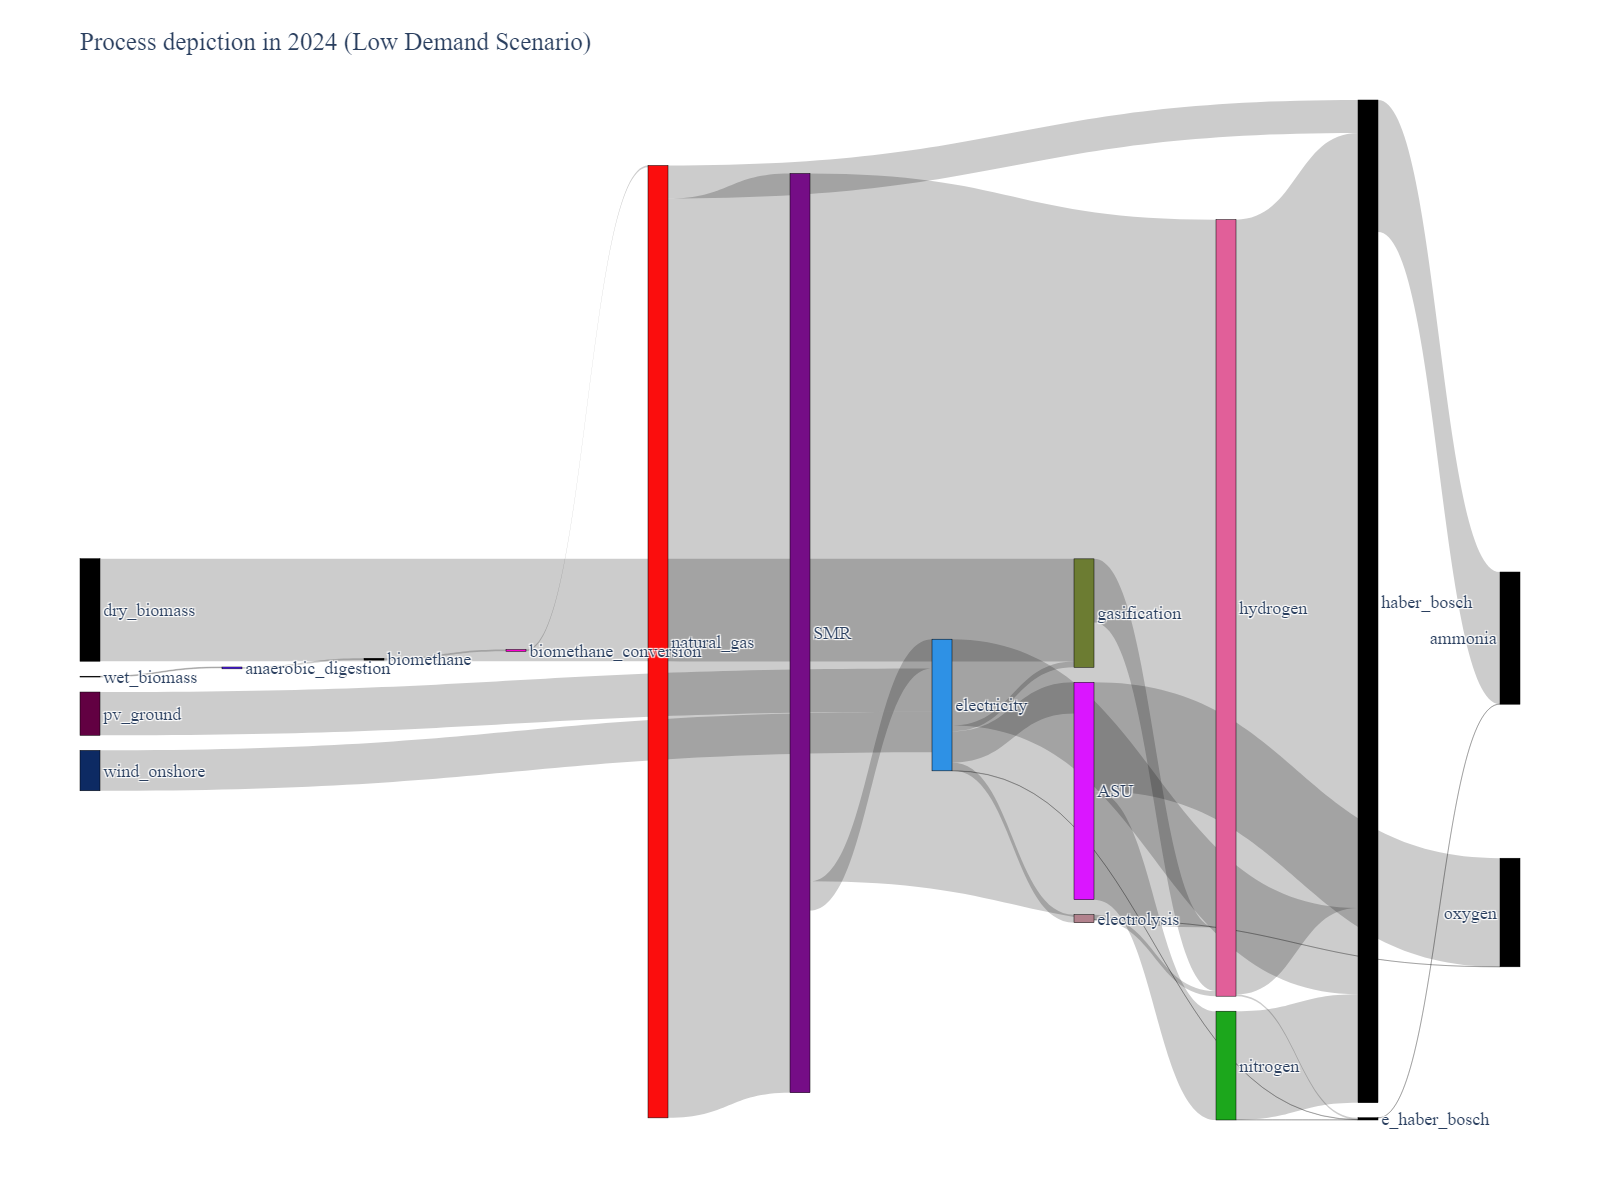 Process depiction in 2024 (Low Demand Scenario)
dry_biomass
wet_biomass
pv_ground
wind_onshore
anaerobic_digestion
biomethane
biomethane_conversion
natural_gas
SMR
electricity
gasification
ASU
electrolysis
hydrogen
nitrogen
haber_bosch
e_haber_bosch
ammonia
oxygen